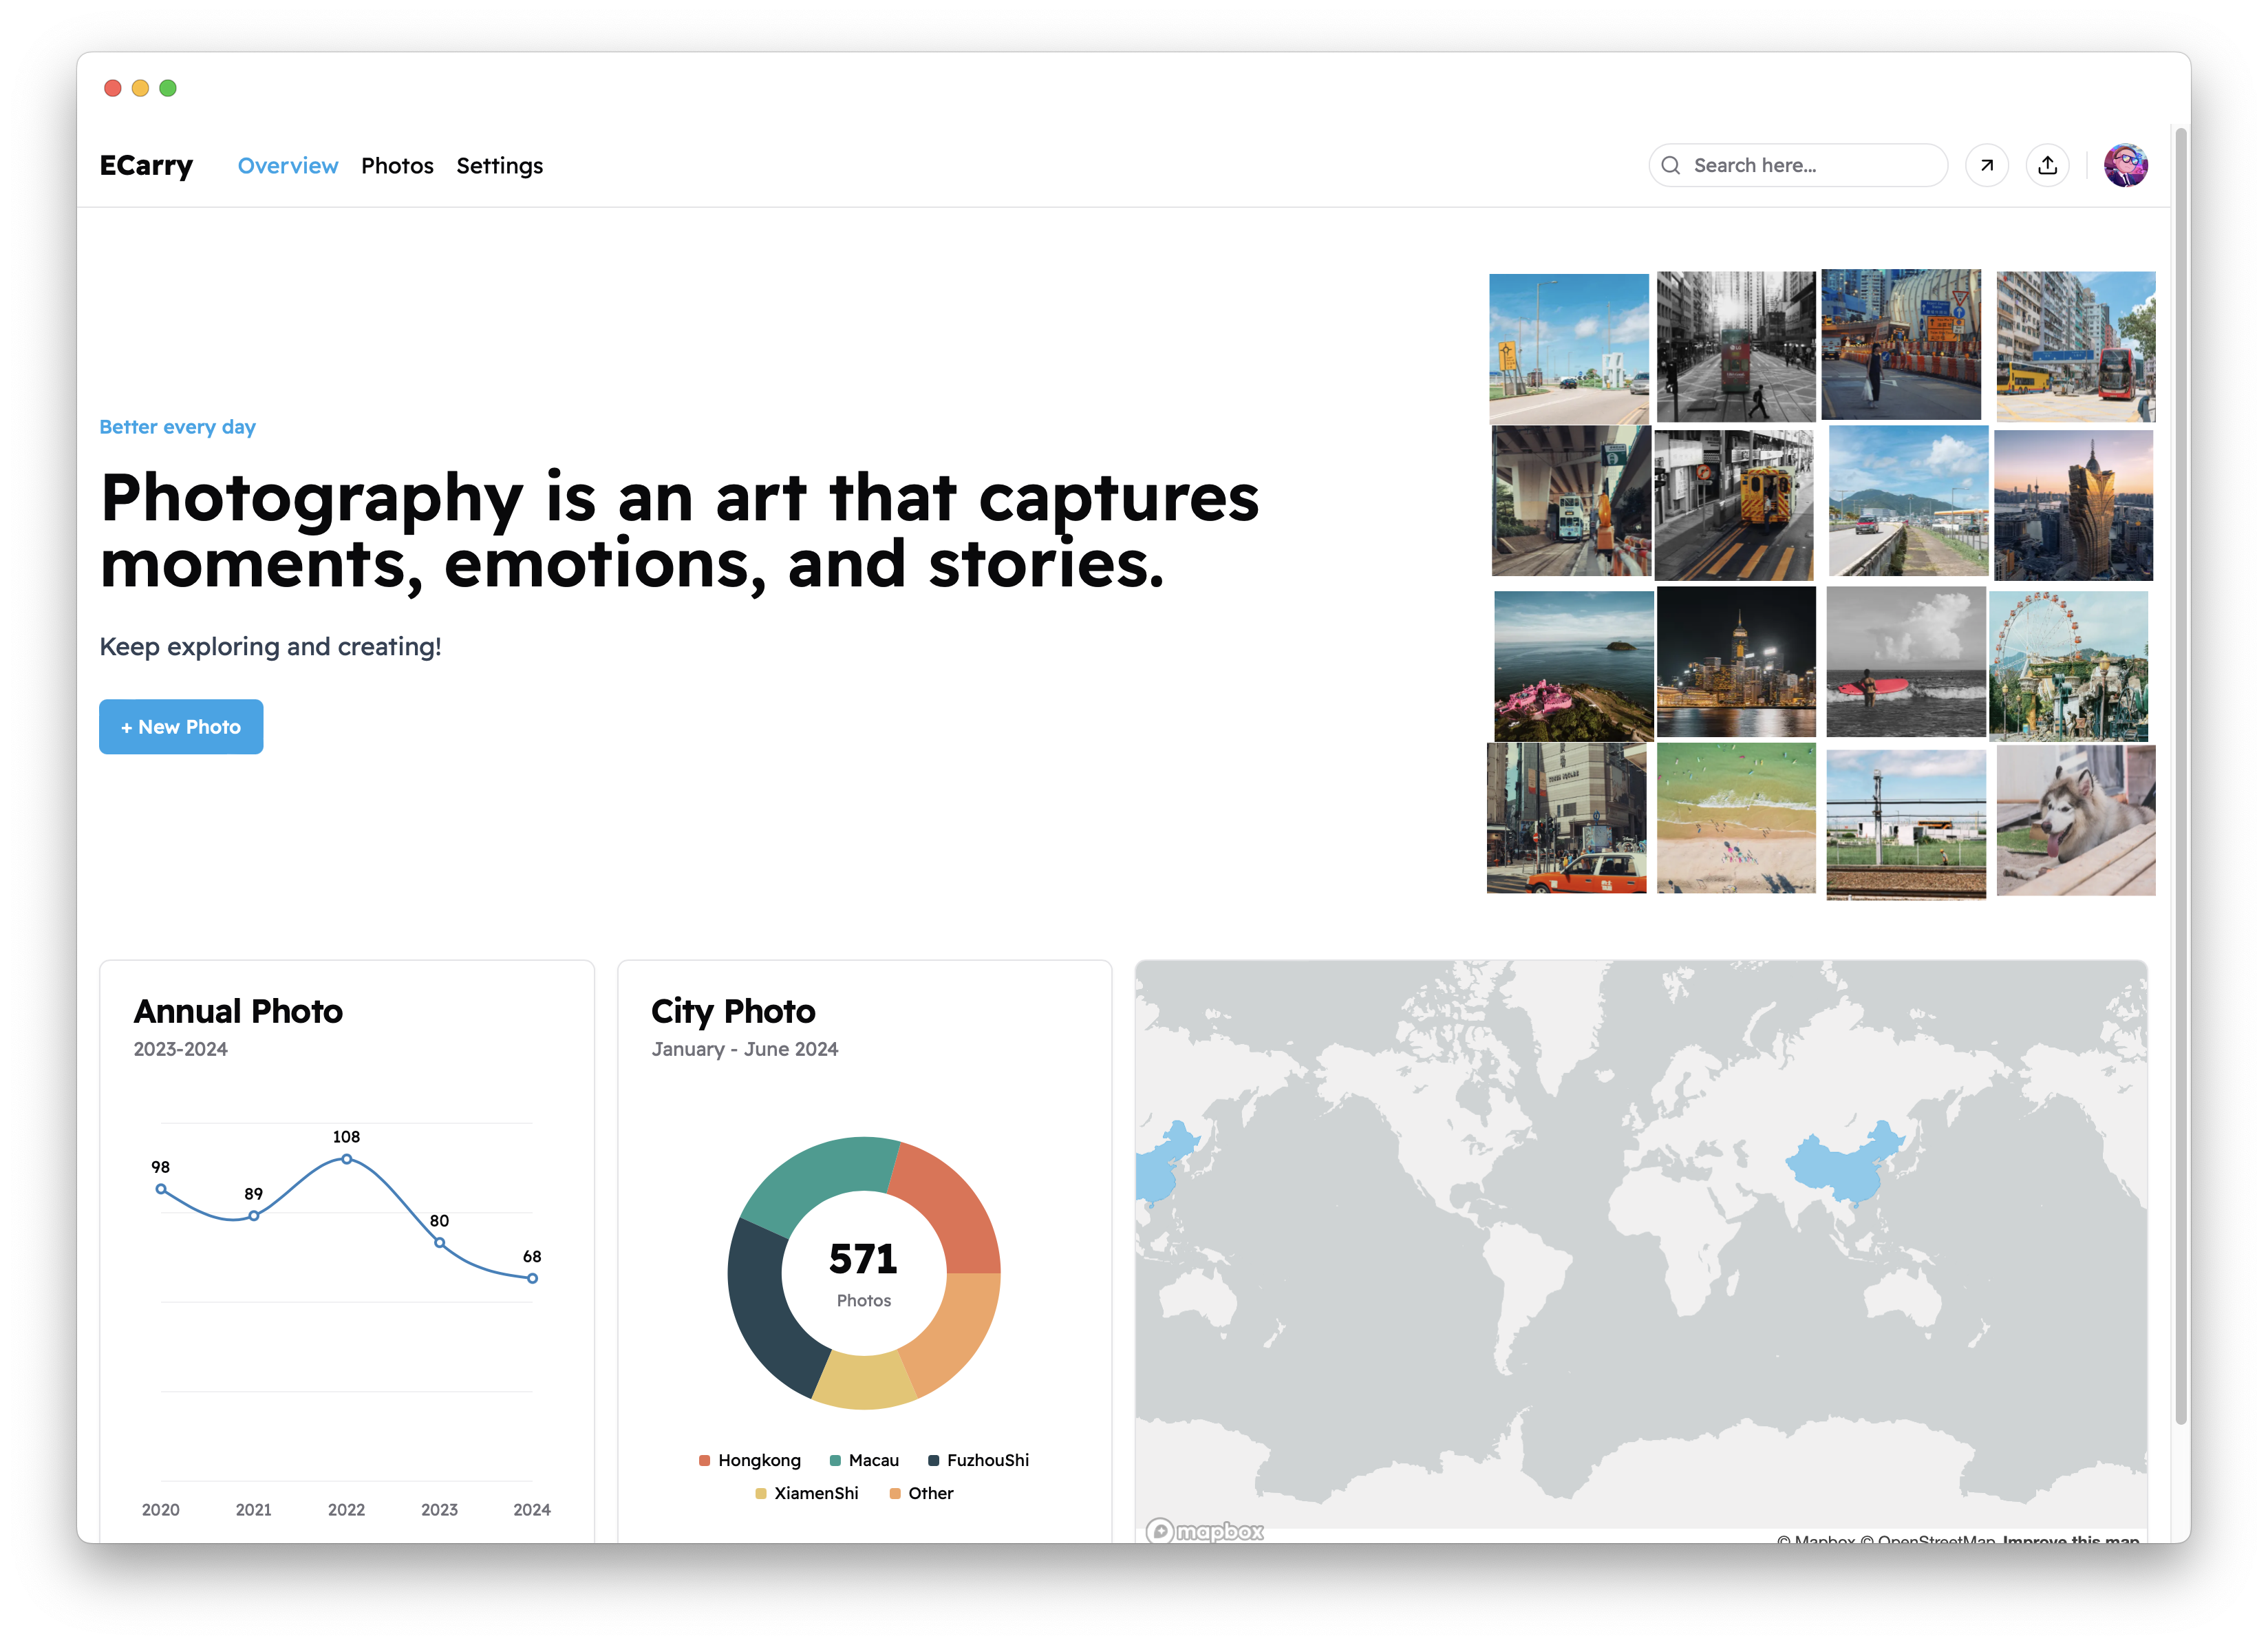 ECarry
Overview
Photos
Settings
Search here...
Better every day
Photography is an art that captures
moments, emotions, and stories.
Keep exploring and creating!
+ New Photo
Annual Photo
2023-2024
98
89
108
80
68
2020
2021
2022
2023
2024
City Photo
January - June 2024
571
Photos
Hongkong
Macau
FuzhouShi
XiamenShi
Other
mapbox
© Mapbox © OpenStreetMap Improve this map